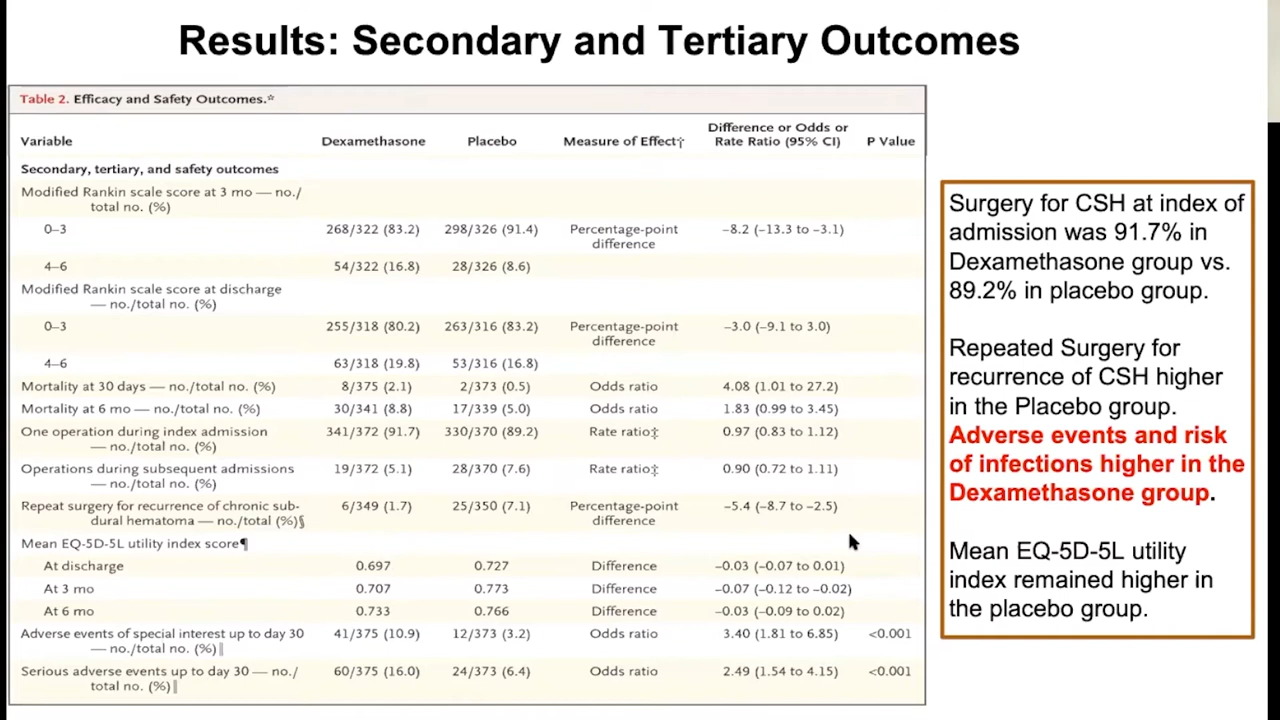 Results: Secondary and Tertiary Outcomes
Table 2. Efficacy and Safety Outcomes.*
Variable Dexamethasone Placebo Measure of Effect† Difference or Odds or Rate Ratio (95% CI) P Value
Secondary, tertiary, and safety outcomes
Modified Rankin scale score at 3 mo — no./
total no. (%)
0–3 268/322 (83.2) 298/326 (91.4) Percentage-point difference −8.2 (−13.3 to −3.1)
4–6 54/322 (16.8) 28/326 (8.6)
Modified Rankin scale score at discharge
— no./total no. (%)
0–3 255/318 (80.2) 263/316 (83.2) Percentage-point difference −3.0 (−9.1 to 3.0)
4–6 63/318 (19.8) 53/316 (16.8)
Mortality at 30 days — no./total no. (%) 8/375 (2.1) 2/373 (0.5) Odds ratio 4.08 (1.01 to 27.2)
Mortality at 6 mo — no./total no. (%) 30/341 (8.8) 17/339 (5.0) Odds ratio 1.83 (0.99 to 3.45)
One operation during index admission 341/372 (91.7) 330/370 (89.2) Rate ratio‡ 0.97 (0.83 to 1.12)
— no./total no. (%)
Operations during subsequent admissions 19/372 (5.1) 28/370 (7.6) Rate ratio‡ 0.90 (0.72 to 1.11)
— no./total no. (%)
Repeat surgery for recurrence of chronic sub- 6/349 (1.7) 25/350 (7.1) Percentage-point −5.4 (−8.7 to −2.5)
dural hematoma — no./total (%)§ difference
Mean EQ-5D-5L utility index score¶
At discharge 0.697 0.727 Difference −0.03 (−0.07 to 0.01)
At 3 mo 0.707 0.773 Difference −0.07 (−0.12 to −0.02)
At 6 mo 0.733 0.766 Difference −0.03 (−0.09 to 0.02)
Adverse events of special interest up to day 30 41/375 (10.9) 12/373 (3.2) Odds ratio 3.40 (1.81 to 6.85) <0.001
— no./total no. (%)‖
Serious adverse events up to day 30 — no./ 60/375 (16.0) 24/373 (6.4) Odds ratio 2.49 (1.54 to 4.15) <0.001
total no. (%)‖
Surgery for CSH at index of
admission was 91.7% in
Dexamethasone group vs.
89.2% in placebo group.
Repeated Surgery for
recurrence of CSH higher
in the Placebo group.
Adverse events and risk
of infections higher in the
Dexamethasone group.
Mean EQ-5D-5L utility
index remained higher in
the placebo group.